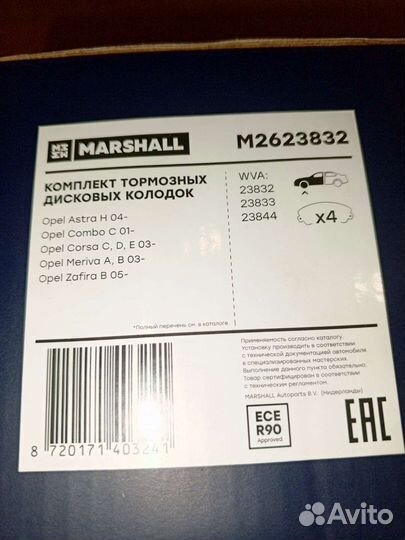 MARSHALL
M2623832
КОМПЛЕКТ ТОРМОЗНЫХ
ДИСКОВЫХ КОЛОДОК
Opel Astra H 04-
Opel Combo C 01-
Opel Corsa C, D, E 03-
Opel Meriva A, B 03-
Opel Zafira B 05-
WVA:
23832
23833
23844
x4
*Полный перечень см. в каталоге
Применяемость согласно каталогу.
Установку производить в соответствии
с технической документацией автомобиля
в специализированных мастерских.
Выполнение данного пункта обязательно.
Товар сертифицирован в соответствии
с техническим регламентом.
MARSHALL Autoparts B.V. (Нидерланды)
ECE
R90
Approved
EAC
8 720171 403241
Avito